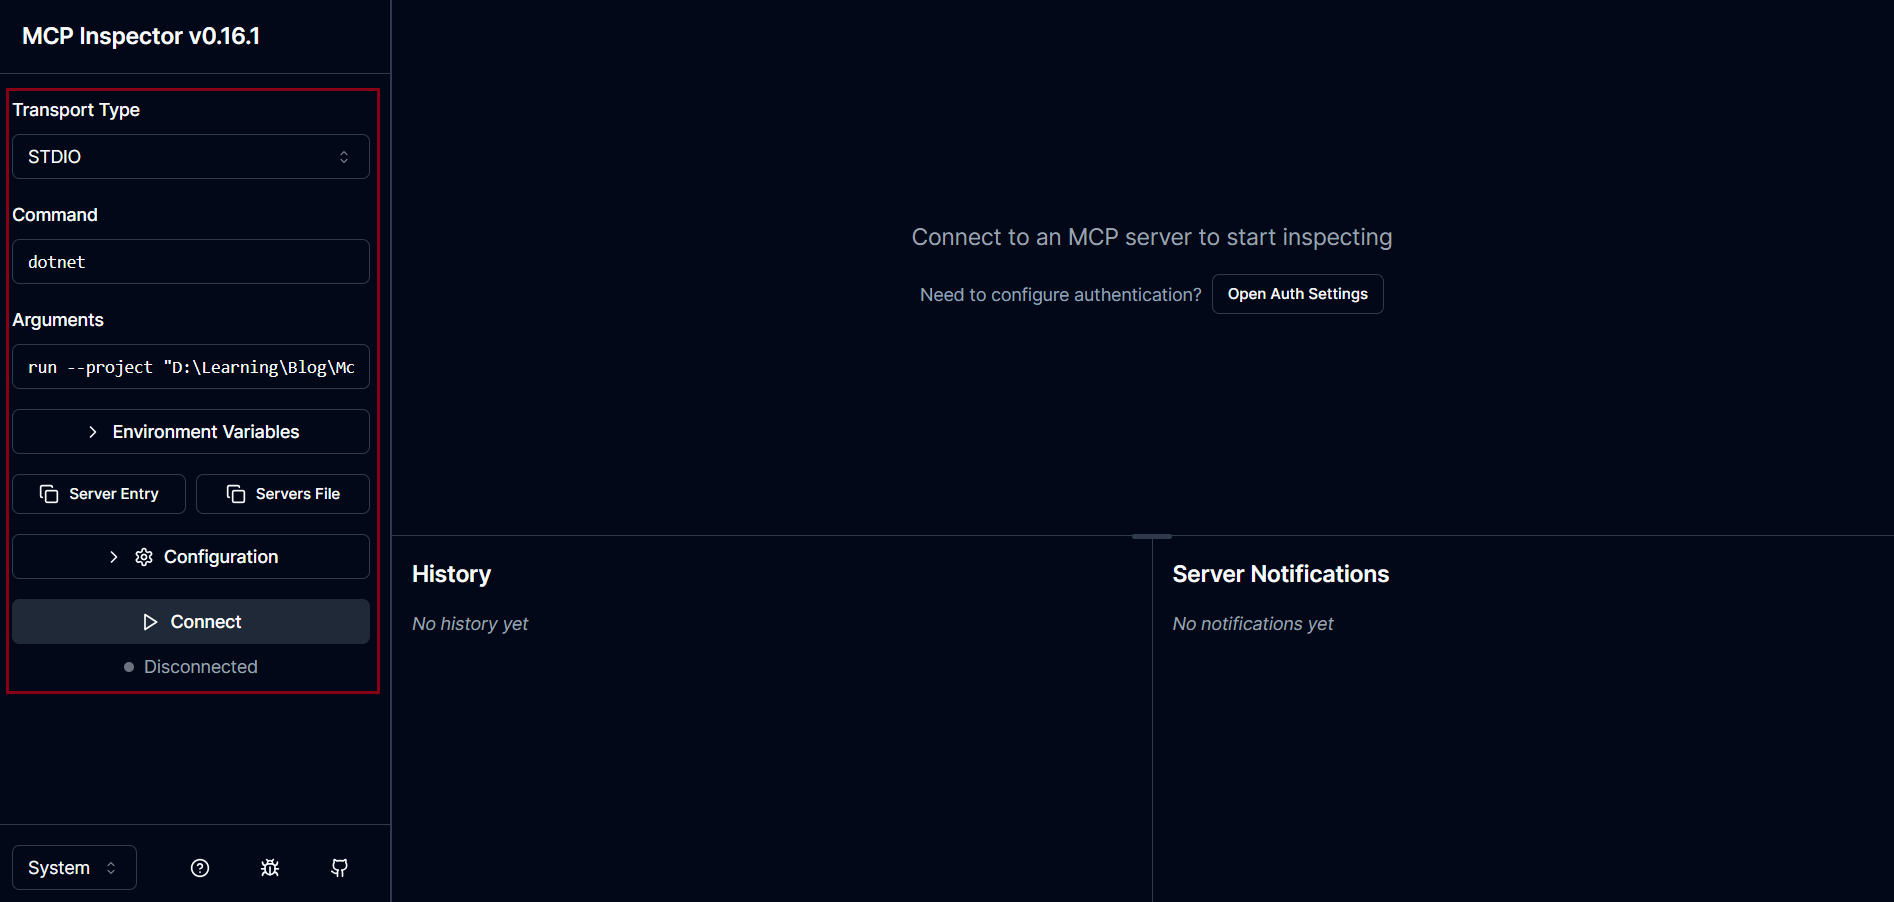 MCP Inspector v0.16.1
Transport Type
STDIO
Command
dotnet
Arguments
run --project "D:\Learning\Blog\Mc
Environment Variables
Server Entry
Servers File
Configuration
Connect
Disconnected
System
Connect to an MCP server to start inspecting
Need to configure authentication? Open Auth Settings
History
No history yet
Server Notifications
No notifications yet